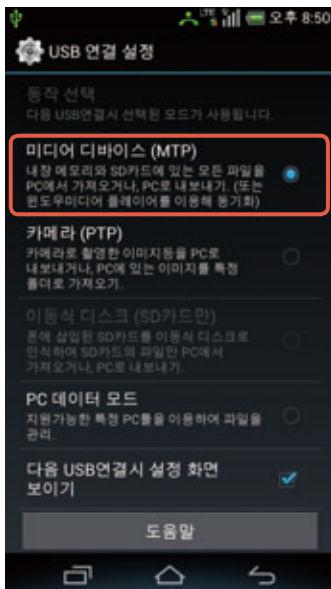 LTE 오후 8:50
USB 연결 설정
동작 선택
다음 USB연결시 선택된 모드가 사용됩니다.
미디어 디바이스 (MTP)
내장 메모리와 SD카드에 있는 모든 파일을
PC에서 가져오거나, PC로 내보내기. (또는
윈도우미디어 플레이어를 이용해 동기화)
카메라 (PTP)
카메라로 촬영한 이미지등을 PC로
내보내거나, PC에 있는 이미지를 특정
폴더로 가져오기.
이동식 디스크 (SD카드만)
폰에 삽입된 SD카드를 이동식 디스크로
인식하여 SD카드의 파일만 PC에서
가져오거나, PC로 내보내기.
PC 데이터 모드
지원가능한 특정 PC툴을 이용하여 파일을
관리.
다음 USB연결시 설정 화면
보이기
도움말